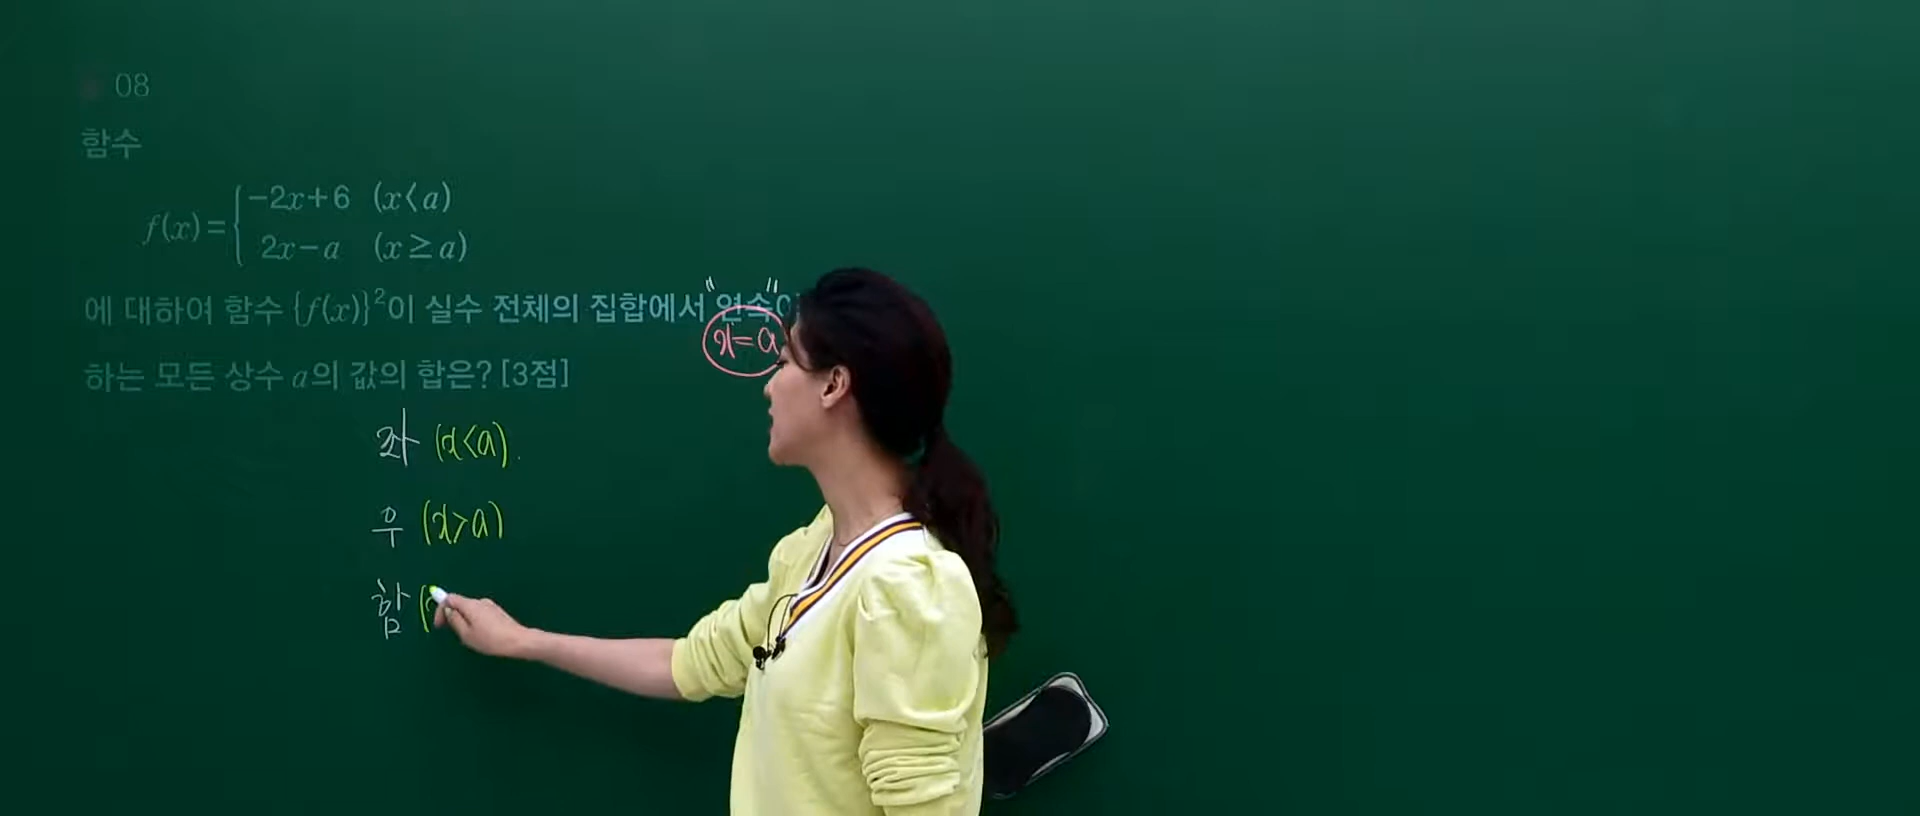 08
함수
f(x)={-2x+6 (x<a)
2x-a (x≥a)
에 대하여 함수 {f(x)}²이 실수 전체의 집합에서 "연속"이
x=a
하는 모든 상수 a의 값의 합은? [3점]
좌 (x<a).
우 (x>a)
함 (